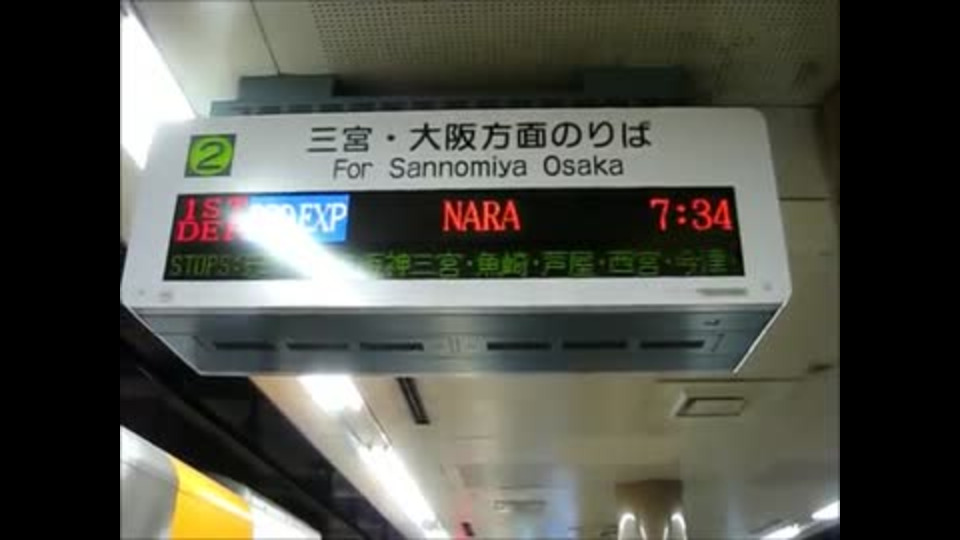 2
三宮・大阪方面のりば
For Sannomiya Osaka
1ST EXP NARA 7:34
STOPS: 神三宮・魚崎・芦屋・西宮・今津・